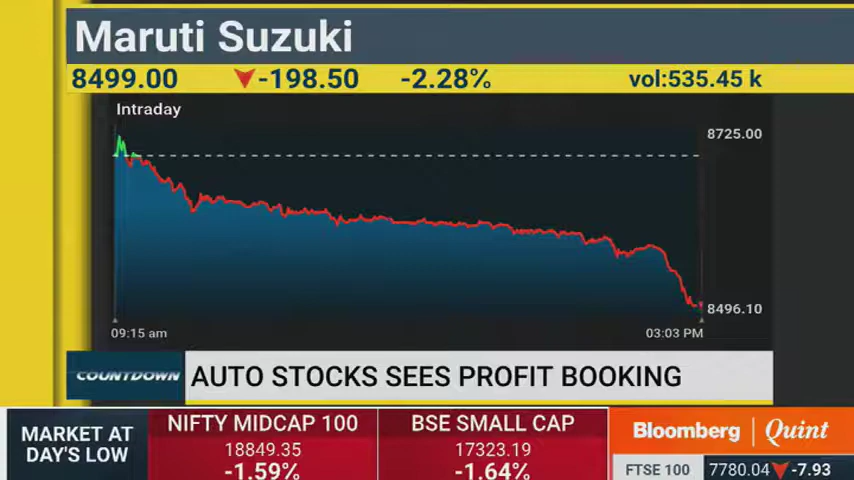 Maruti Suzuki
8499.00 -198.50 -2.28% vol:535.45 k
Intraday
8725.00
8496.10
09:15 am 03:03 PM
COUNTDOWN AUTO STOCKS SEES PROFIT BOOKING
MARKET AT
DAY'S LOW
NIFTY MIDCAP 100
18849.35
-1.59%
BSE SMALL CAP
17323.19
-1.64%
Bloomberg | Quint
FTSE 100 7780.04 -7.93